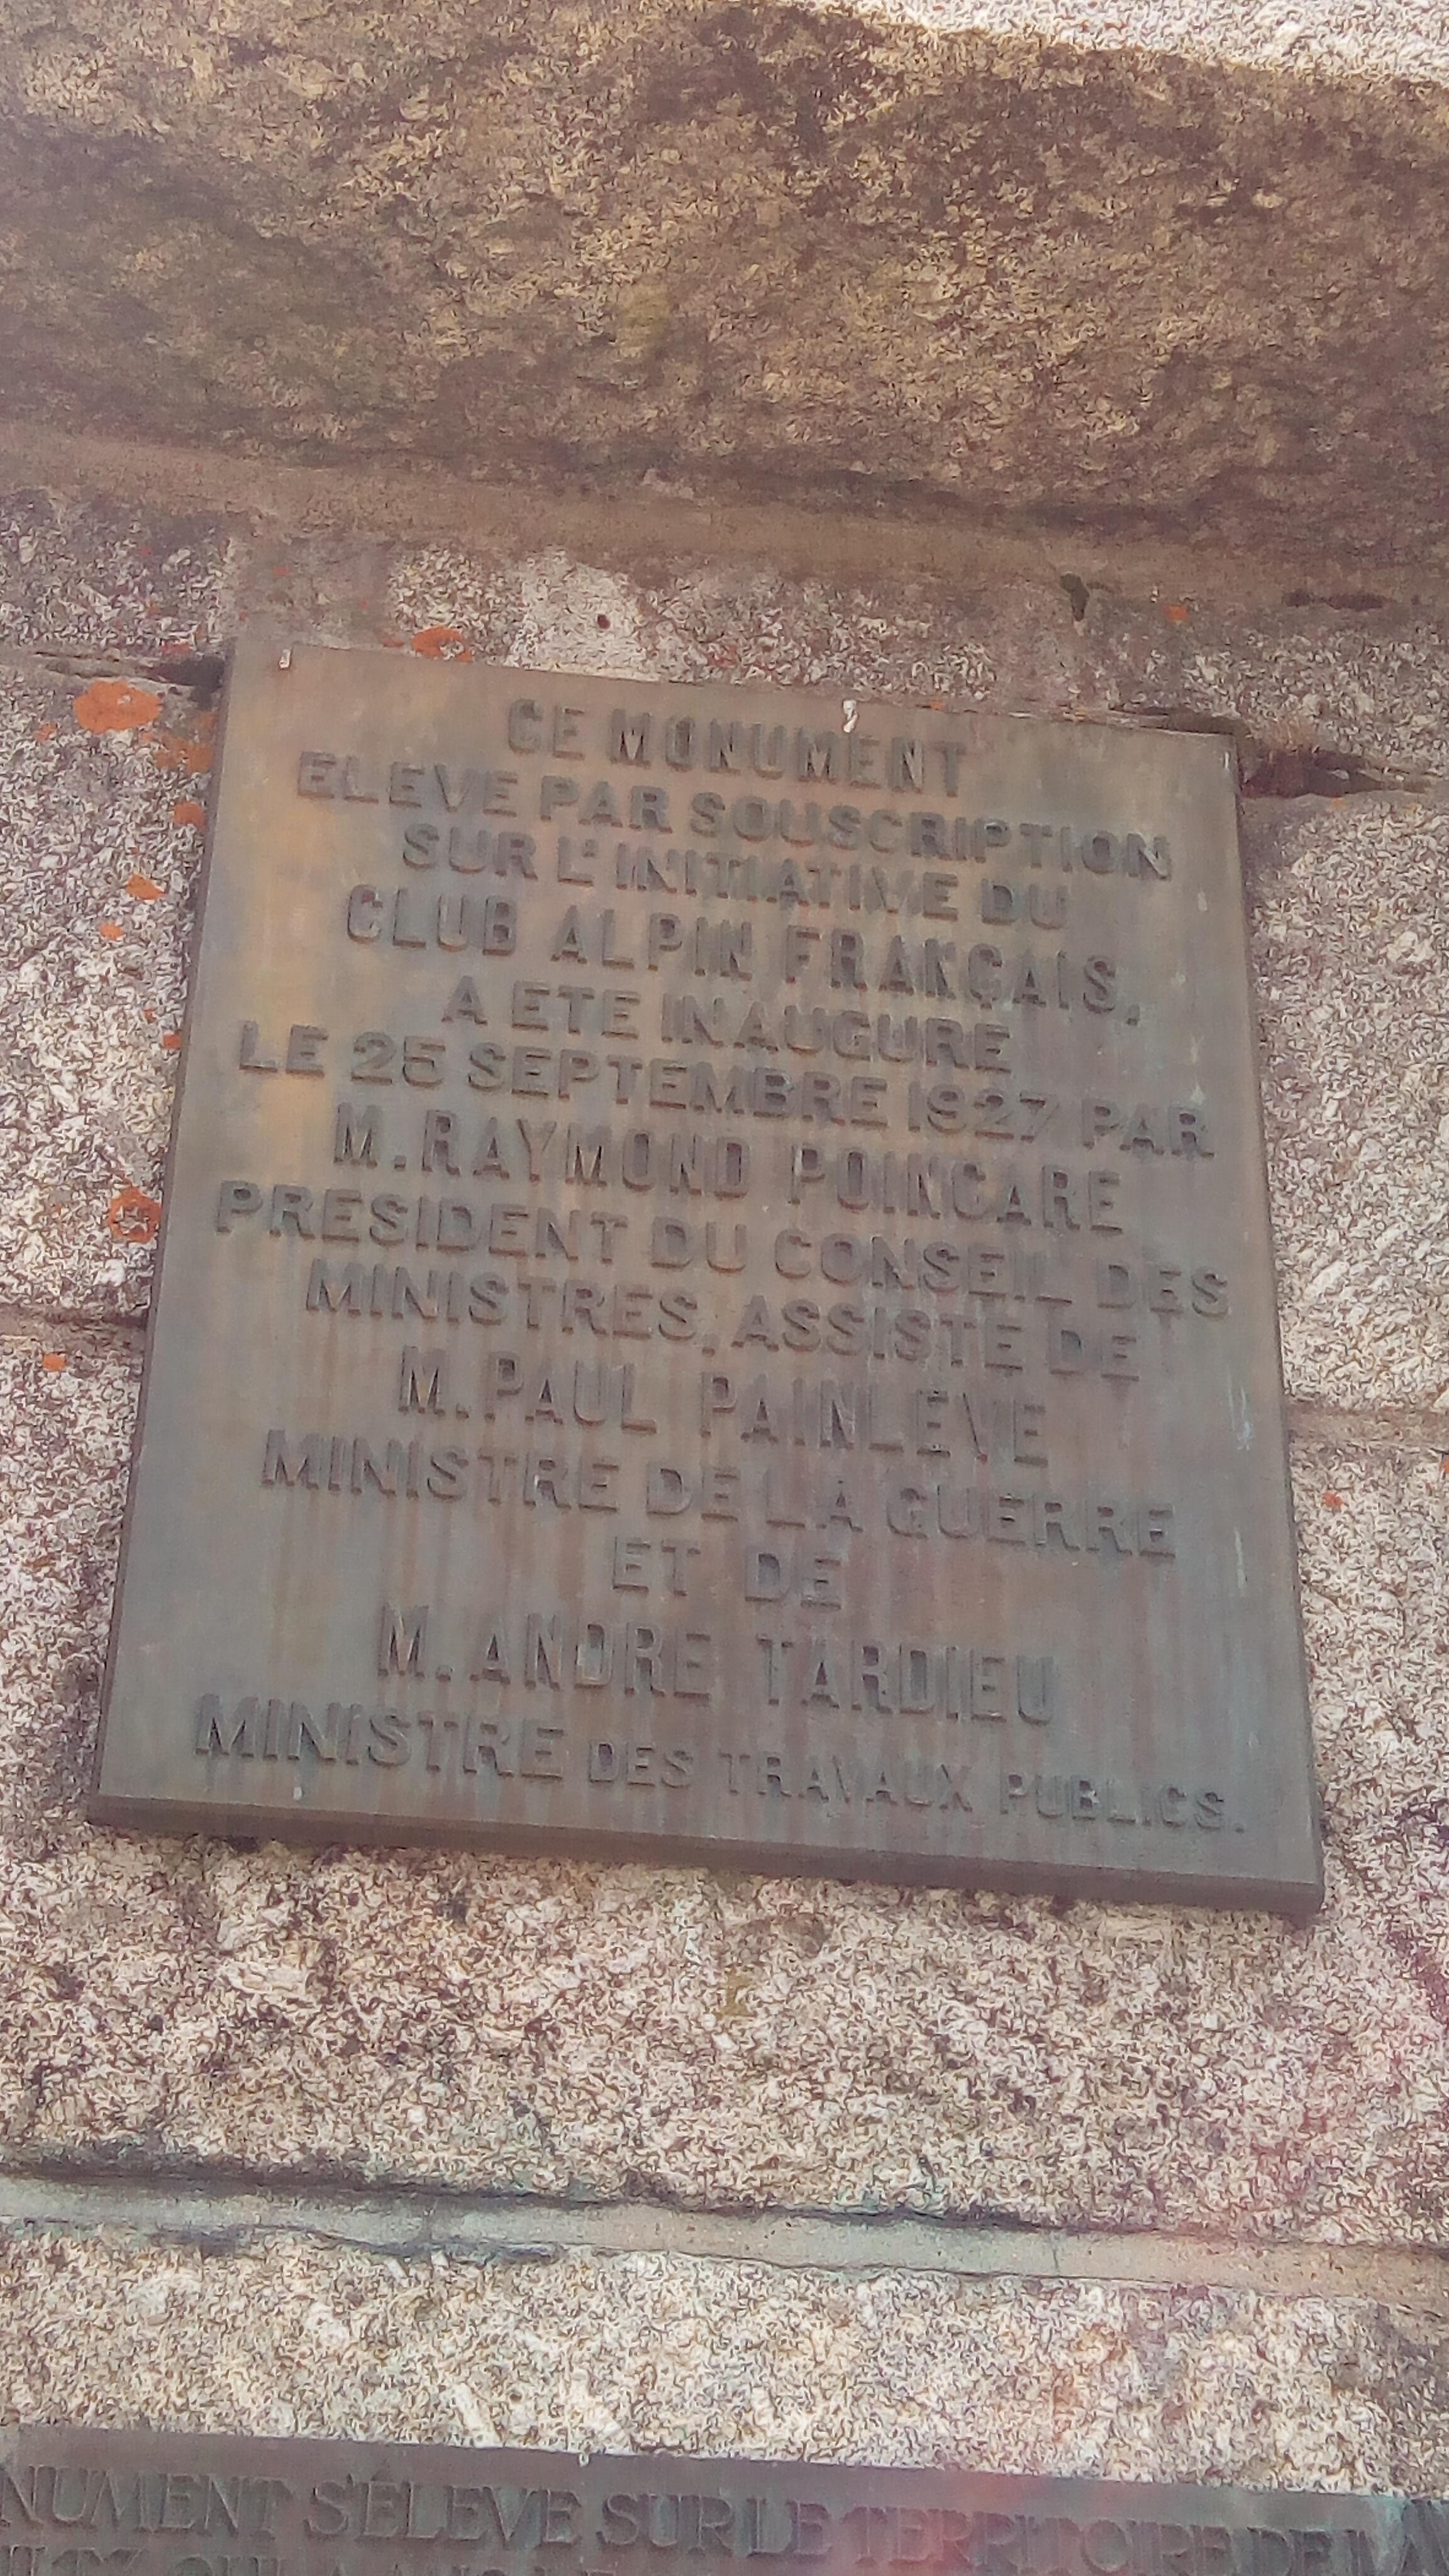 CE MONUMENT
ELEVE PAR SOUSCRIPTION
SUR L'INITIATIVE DU
CLUB ALPIN FRANÇAIS,
A ETE INAUGURE
LE 25 SEPTEMBRE 1927 PAR
M. RAYMOND POINCARE
PRESIDENT DU CONSEIL DES
MINISTRES, ASSISTE DE
M. PAUL PAINLEVE
MINISTRE DE LA GUERRE
ET DE
M. ANDRE TARDIEU
MINISTRE DES TRAVAUX PUBLICS.
NUMENT S'ÉLEVE SUR LE TERRITOIRE DE